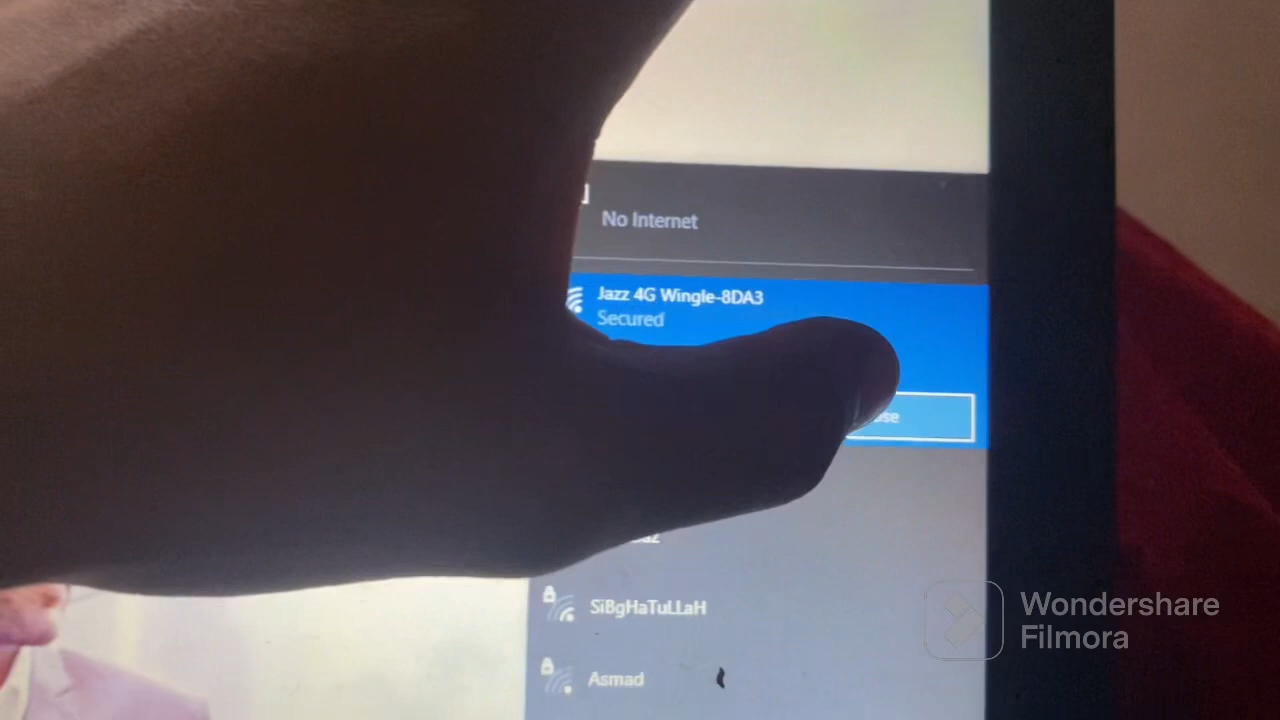 No Internet
Jazz 4G Wingle-8DA3
Secured
SiBgHaTuLLaH
Asmad
Wondershare
Filmora